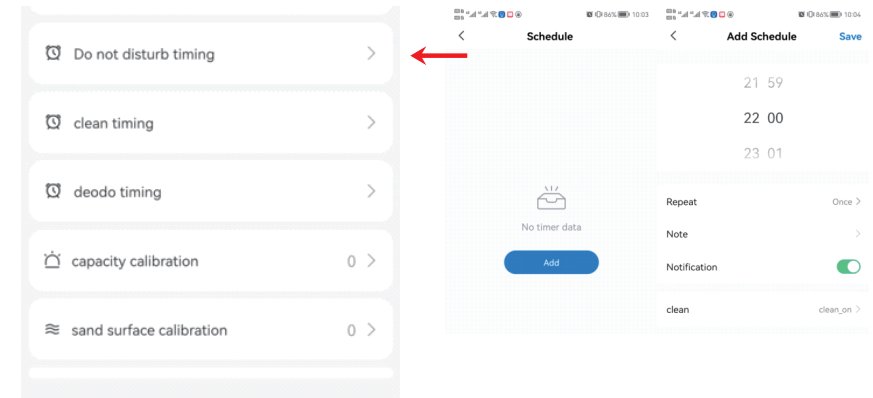 Do not disturb timing
clean timing
deodo timing
capacity calibration 0
sand surface calibration 0
86% 10:03
Schedule
No timer data
Add
86% 10:04
Add Schedule Save
21 59
22 00
23 01
Repeat Once
Note
Notification
clean clean_on